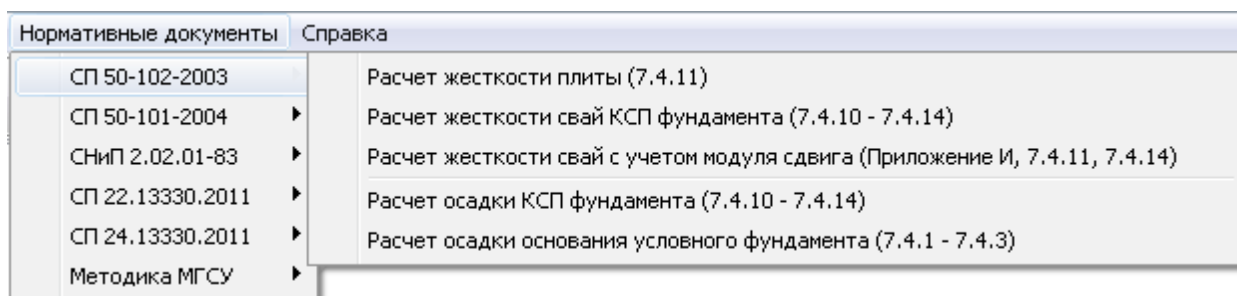 Нормативные документы Справка
СП 50-102-2003
СП 50-101-2004
СНиП 2.02.01-83
СП 22.13330.2011
СП 24.13330.2011
Методика МГСУ
Расчет жесткости плиты (7.4.11)
Расчет жесткости свай КСП фундамента (7.4.10 - 7.4.14)
Расчет жесткости свай с учетом модуля сдвига (Приложение И, 7.4.11, 7.4.14)
Расчет осадки КСП фундамента (7.4.10 - 7.4.14)
Расчет осадки основания условного фундамента (7.4.1 - 7.4.3)